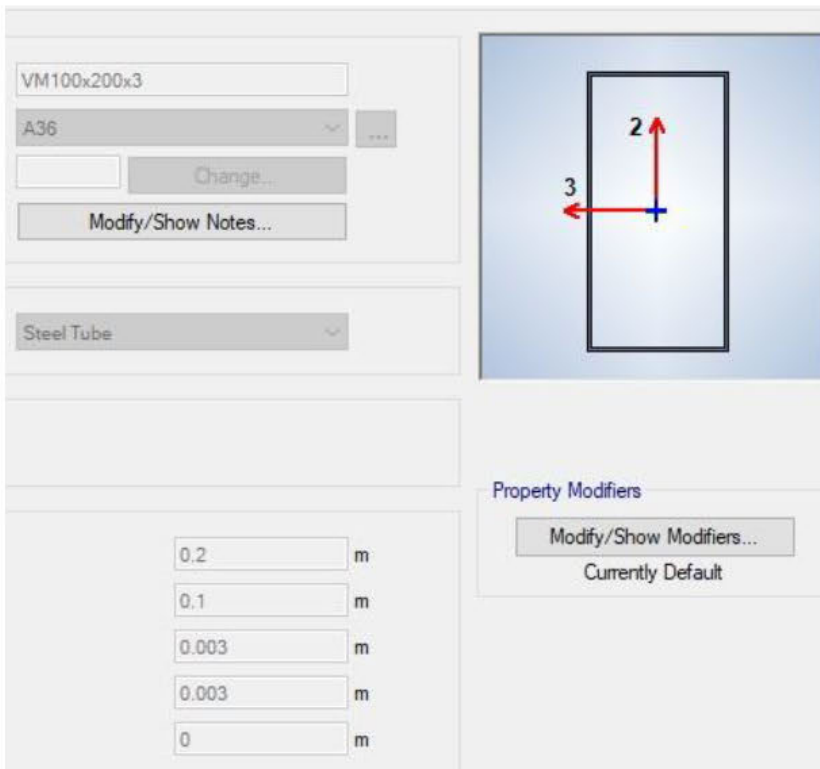 VM100x200x3
A36
...
Change...
Modify/Show Notes...
Steel Tube
2
3
Property Modifiers
Modify/Show Modifiers...
Currently Default
0.2 m
0.1 m
0.003 m
0.003 m
0 m